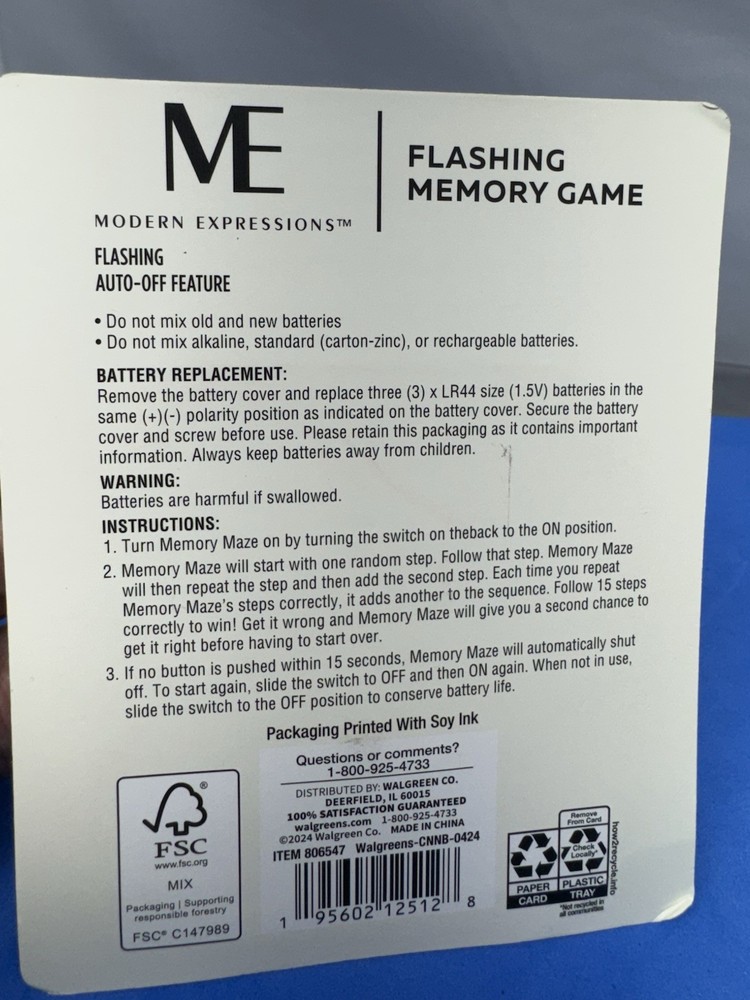 ME
MODERN EXPRESSIONS™
FLASHING
MEMORY GAME
FLASHING
AUTO-OFF FEATURE
• Do not mix old and new batteries
• Do not mix alkaline, standard (carton-zinc), or rechargeable batteries.
BATTERY REPLACEMENT:
Remove the battery cover and replace three (3) x LR44 size (1.5V) batteries in the
same (+)(-) polarity position as indicated on the battery cover. Secure the battery
cover and screw before use. Please retain this packaging as it contains important
information. Always keep batteries away from children.
WARNING:
Batteries are harmful if swallowed.
INSTRUCTIONS:
1. Turn Memory Maze on by turning the switch on theback to the ON position.
2. Memory Maze will start with one random step. Follow that step. Memory Maze
will then repeat the step and then add the second step. Each time you repeat
Memory Maze's steps correctly, it adds another to the sequence. Follow 15 steps
correctly to win! Get it wrong and Memory Maze will give you a second chance to
get it right before having to start over.
3. If no button is pushed within 15 seconds, Memory Maze will automatically shut
off. To start again, slide the switch to OFF and then ON again. When not in use,
slide the switch to the OFF position to conserve battery life.
Packaging Printed With Soy Ink
®
FSC
www.fsc.org
MIX
Packaging | Supporting
responsible forestry
FSC® C147989
Questions or comments?
1-800-925-4733
DISTRIBUTED BY: WALGREEN CO.
DEERFIELD, IL 60015
100% SATISFACTION GUARANTEED
walgreens.com 1-800-925-4733
©2024 Walgreen Co. MADE IN CHINA
ITEM 806547 Walgreens-CNNB-0424
1 95602 12512 8
Remove
From Card
Check
Locally*
PAPER
CARD
PLASTIC
TRAY
*Not recycled in
all communities
how2recycle.info